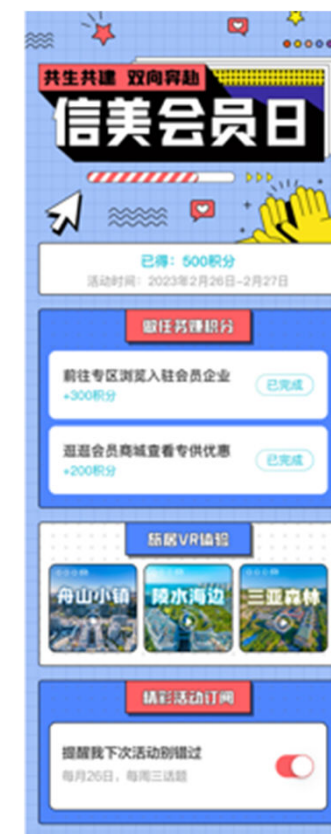 共生共建 双向奔赴
信美会员日
已得：500积分
活动时间：2023年2月26日-2月27日
做任务赚积分
前往专区浏览入驻会员企业
+300积分
已完成
逛逛会员商城查看专供优惠
+200积分
已完成
旅居VR体验
舟山小镇
陵水海边
三亚森林
精彩活动订阅
提醒我下次活动别错过
每月26日，每周三话题